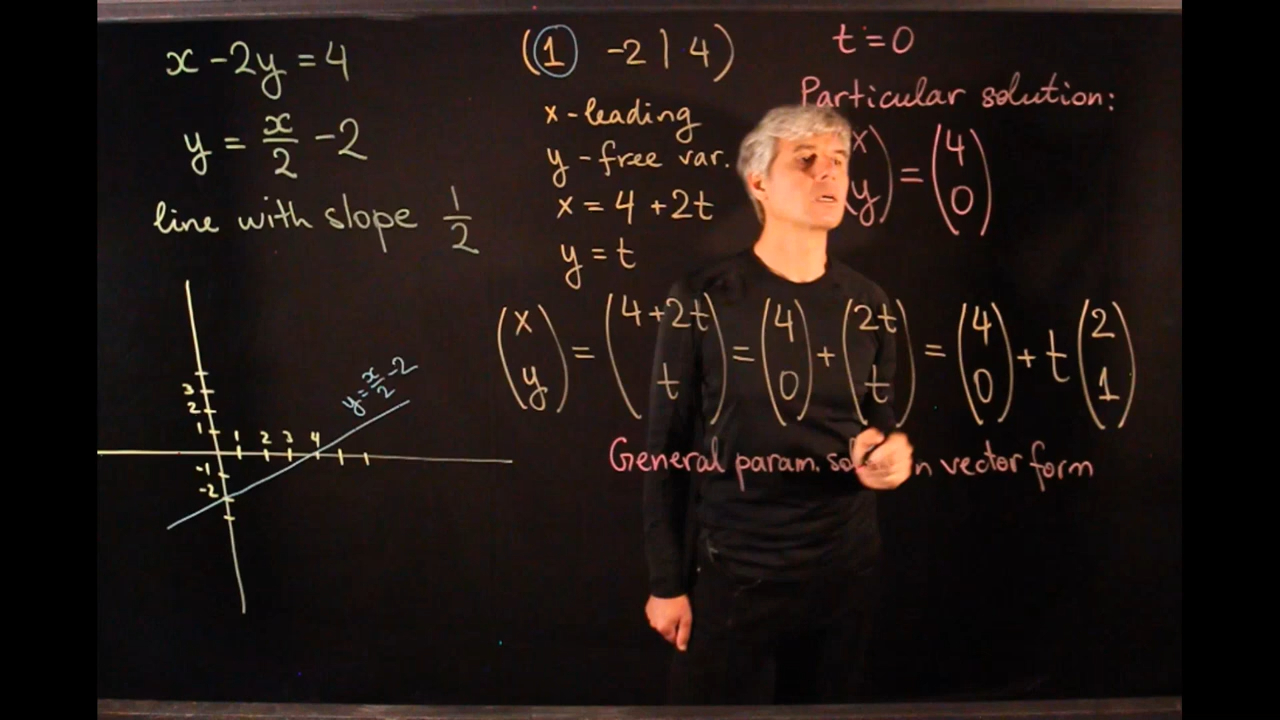 x - 2y = 4
y = x/2 - 2
line with slope 1/2
3
2
1
-1
-2
1 2 3 4
y = x/2 - 2
(1 -2 | 4)
x - leading
y - free var.
x = 4 + 2t
y = t
t = 0
Particular solution:
(x y) = (4 0)
(x y) = (4+2t t) = (4 0) + (2t t) = (4 0) + t (2 1)
General param. in vector form